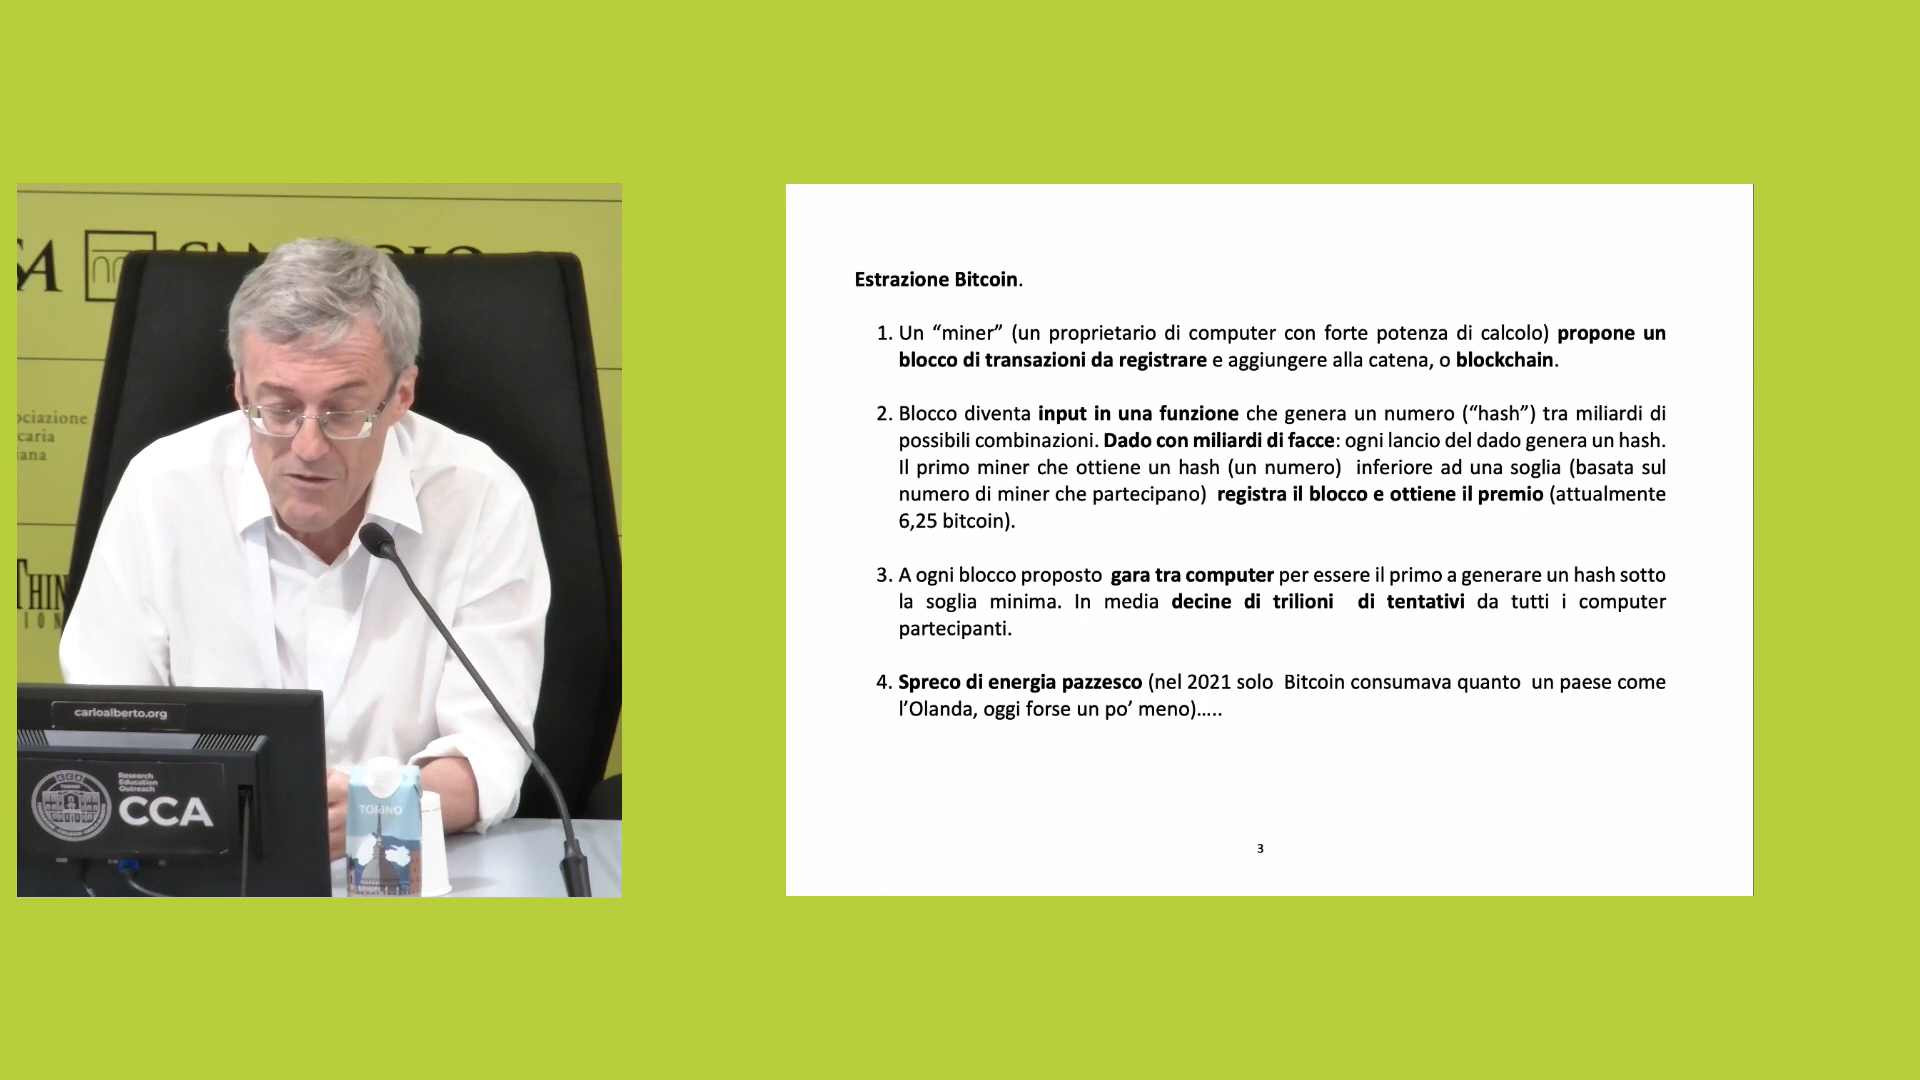 SA
ociazione
caria
ana
THIN
ION
carloalberto.org
Research
Education
Outreach
CCA
TORINO
Estrazione Bitcoin.
1. Un “miner” (un proprietario di computer con forte potenza di calcolo) propone un
blocco di transazioni da registrare e aggiungere alla catena, o blockchain.
2. Blocco diventa input in una funzione che genera un numero (“hash”) tra miliardi di
possibili combinazioni. Dado con miliardi di facce: ogni lancio del dado genera un hash.
Il primo miner che ottiene un hash (un numero) inferiore ad una soglia (basata sul
numero di miner che partecipano) registra il blocco e ottiene il premio (attualmente
6,25 bitcoin).
3. A ogni blocco proposto gara tra computer per essere il primo a generare un hash sotto
la soglia minima. In media decine di trilioni di tentativi da tutti i computer
partecipanti.
4. Spreco di energia pazzesco (nel 2021 solo Bitcoin consumava quanto un paese come
l’Olanda, oggi forse un po’ meno)…..
3